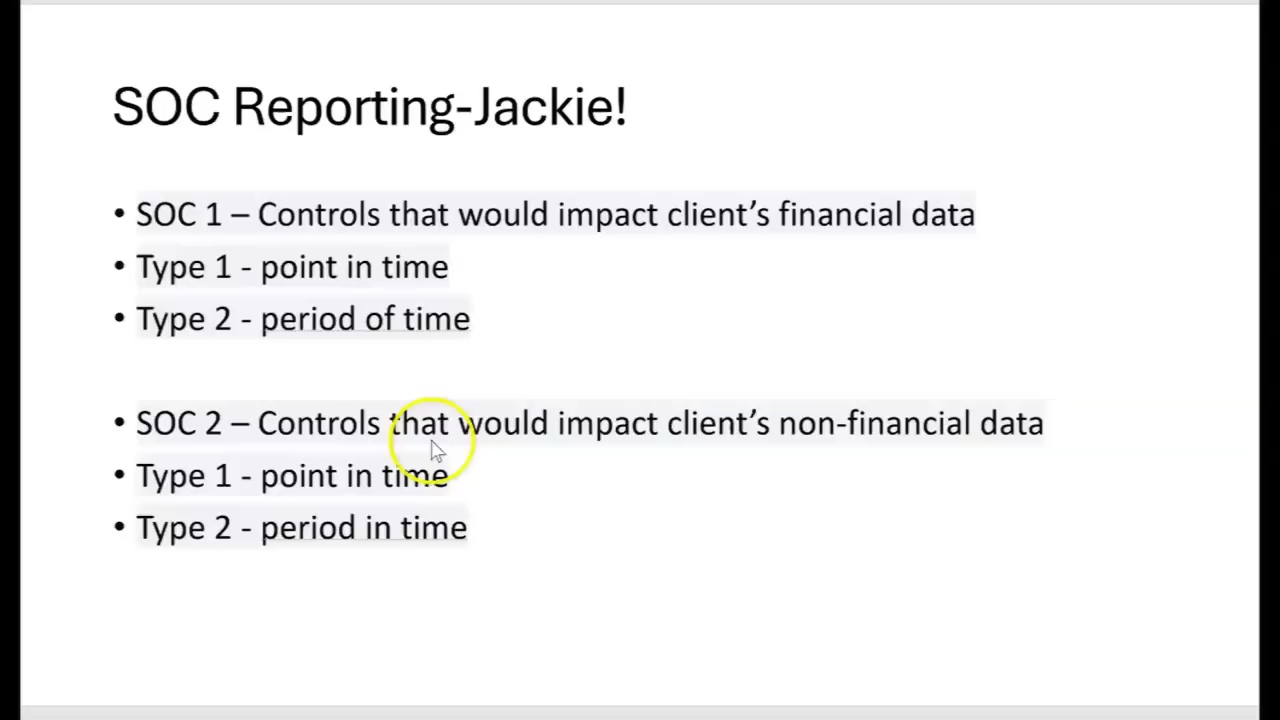 SOC Reporting-Jackie!
• SOC 1 – Controls that would impact client’s financial data
• Type 1 - point in time
• Type 2 - period of time
• SOC 2 – Controls that would impact client’s non-financial data
• Type 1 - point in time
• Type 2 - period in time